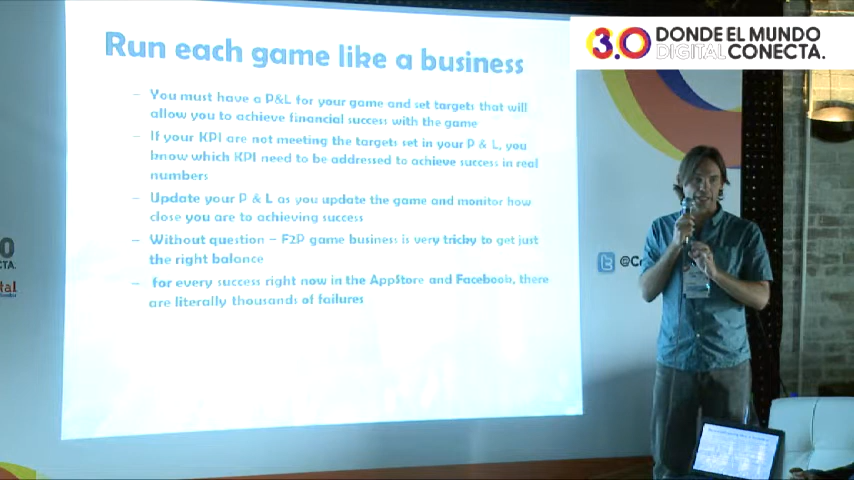 Run each game like a business
3.0 DONDE EL MUNDO
DIGITAL CONECTA.
– You must have a P&L for your game and set targets that will
allow you to achieve financial success with the game
– If your KPI are not meeting the targets set in your P & L, you
know which KPI need to be addressed to achieve success in real
numbers
– Update your P & L as you update the game and monitor how
close you are to achieving success
– Without question – F2P game business is very tricky to get just
the right balance
– for every success right now in the AppStore and Facebook, there
are literally thousands of failures